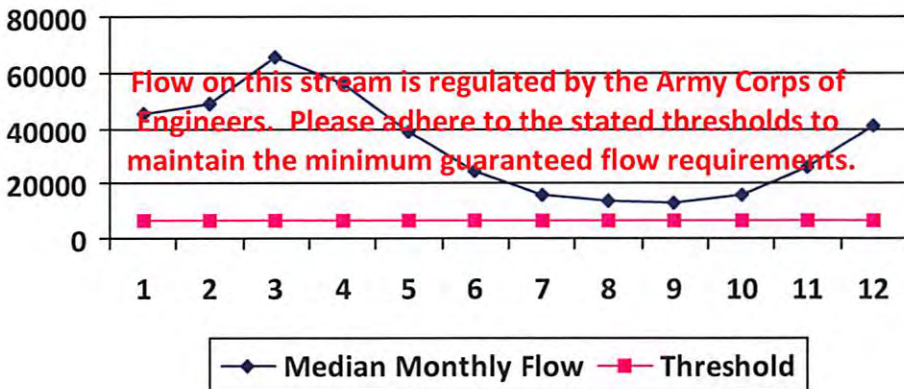 80000
60000
40000
20000
0
Flow on this stream is regulated by the Army Corps of
Engineers. Please adhere to the stated thresholds to
maintain the minimum guaranteed flow requirements.
1 2 3 4 5 6 7 8 9 10 11 12
Median Monthly Flow Threshold